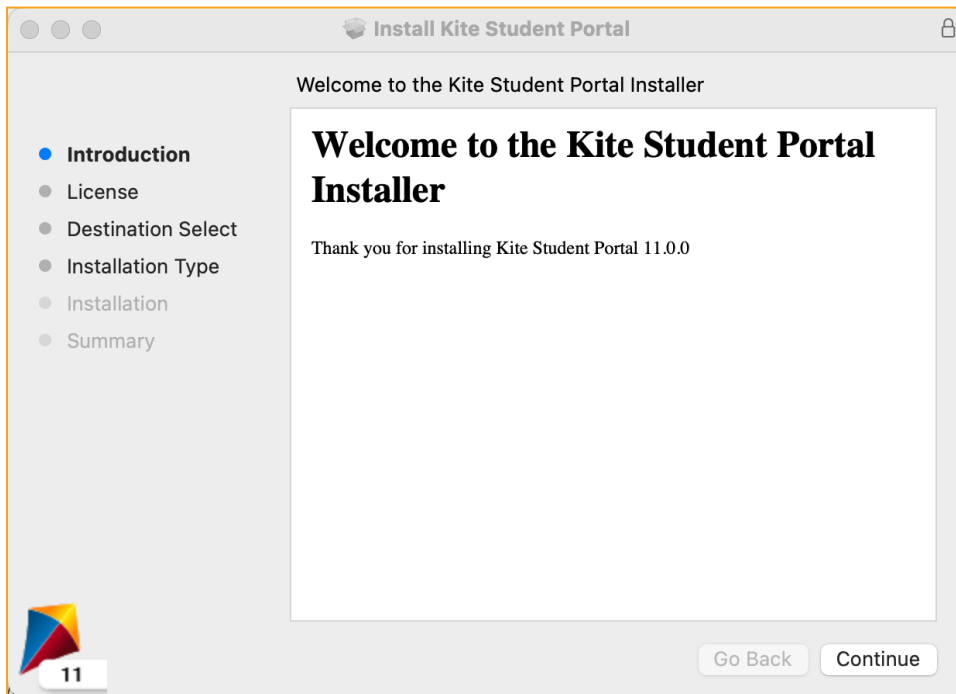 Install Kite Student Portal
Welcome to the Kite Student Portal Installer
Introduction
License
Destination Select
Installation Type
Installation
Summary
Welcome to the Kite Student Portal
Installer
Thank you for installing Kite Student Portal 11.0.0
11
Go Back
Continue